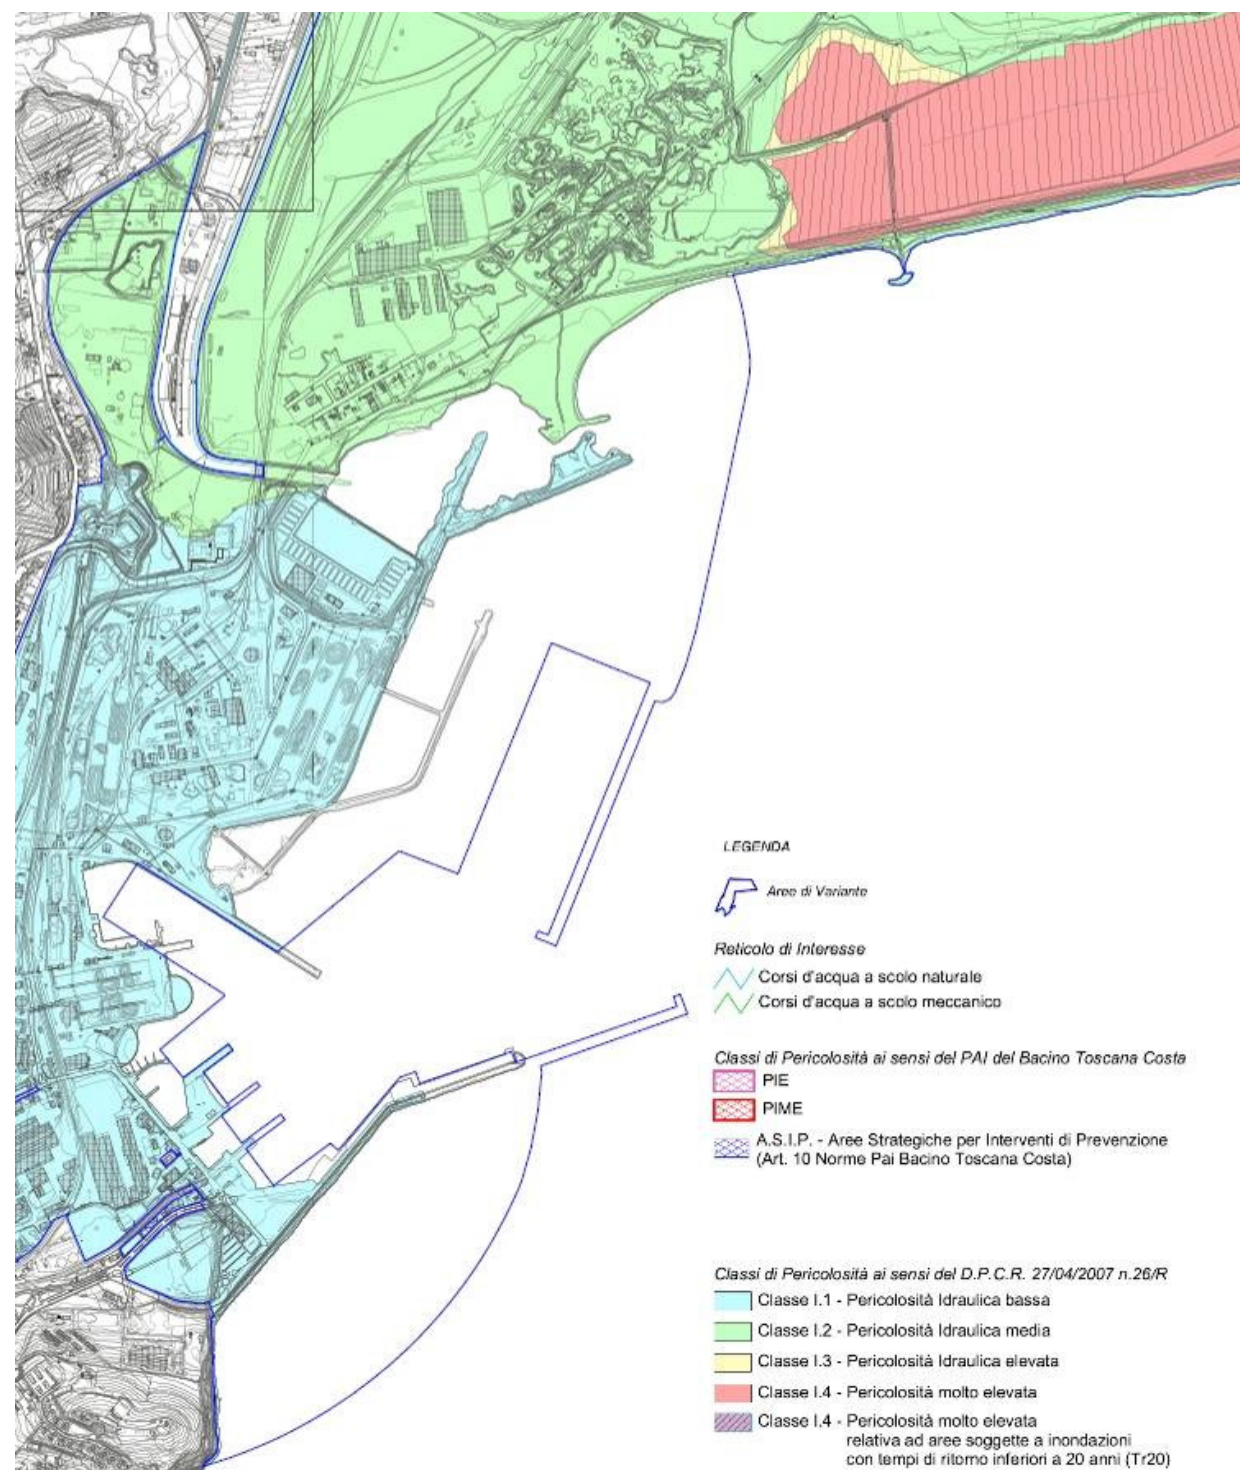 LEGENDA
Aree di Variante
Reticolo di Interesse
Corsi d'acqua a scolo naturale
Corsi d'acqua a scolo meccanico
Classi di Pericolosità ai sensi del PAI del Bacino Toscana Costa
PIE
PIME
A.S.I.P. - Aree Strategiche per Interventi di Prevenzione
(Art. 10 Norme Pai Bacino Toscana Costa)
Classi di Pericolosità ai sensi del D.P.C.R. 27/04/2007 n.26/R
Classe I.1 - Pericolosità Idraulica bassa
Classe I.2 - Pericolosità Idraulica media
Classe I.3 - Pericolosità Idraulica elevata
Classe I.4 - Pericolosità molto elevata
Classe I.4 - Pericolosità molto elevata
relativa ad aree soggette a inondazioni
con tempi di ritorno inferiori a 20 anni (Tr20)